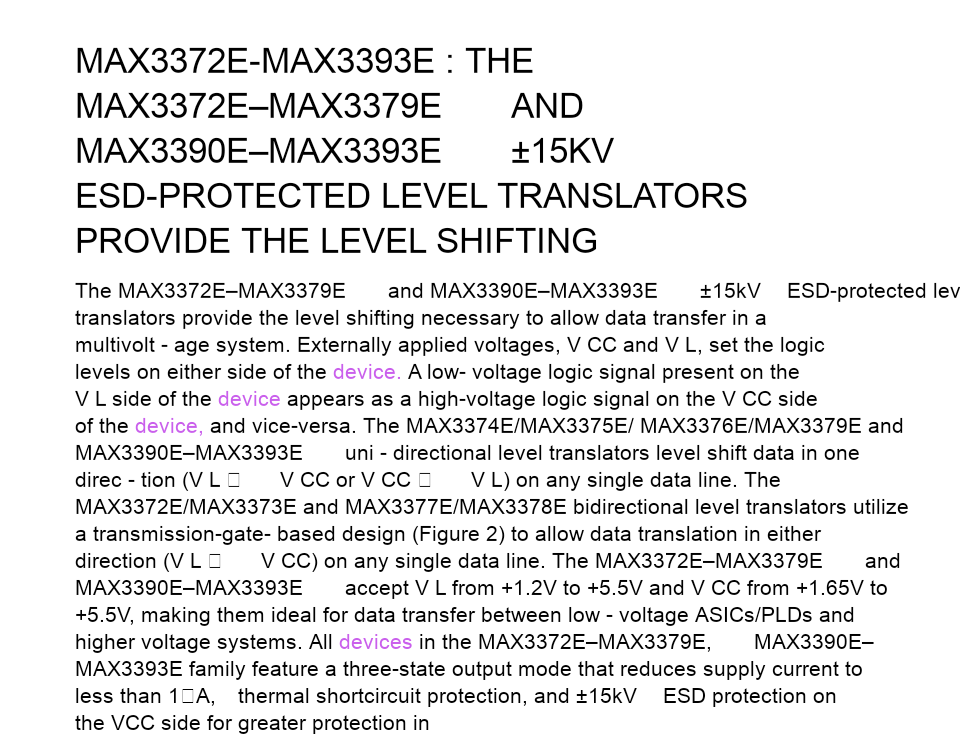 MAX3372E-MAX3393E : THE
MAX3372E–MAX3379E AND
MAX3390E–MAX3393E ±15KV
ESD-PROTECTED LEVEL TRANSLATORS
PROVIDE THE LEVEL SHIFTING
The MAX3372E–MAX3379E and MAX3390E–MAX3393E ±15kV ESD-protected lev
translators provide the level shifting necessary to allow data transfer in a
multivolt - age system. Externally applied voltages, V CC and V L, set the logic
levels on either side of the device. A low- voltage logic signal present on the
V L side of the device appears as a high-voltage logic signal on the V CC side
of the device, and vice-versa. The MAX3374E/MAX3375E/ MAX3376E/MAX3379E and
MAX3390E–MAX3393E uni - directional level translators level shift data in one
direc - tion (V L □ V CC or V CC □ V L) on any single data line. The
MAX3372E/MAX3373E and MAX3377E/MAX3378E bidirectional level translators utilize
a transmission-gate- based design (Figure 2) to allow data translation in either
direction (V L □ V CC) on any single data line. The MAX3372E–MAX3379E and
MAX3390E–MAX3393E accept V L from +1.2V to +5.5V and V CC from +1.65V to
+5.5V, making them ideal for data transfer between low - voltage ASICs/PLDs and
higher voltage systems. All devices in the MAX3372E–MAX3379E, MAX3390E–
MAX3393E family feature a three-state output mode that reduces supply current to
less than 1□A, thermal shortcircuit protection, and ±15kV ESD protection on
the VCC side for greater protection in